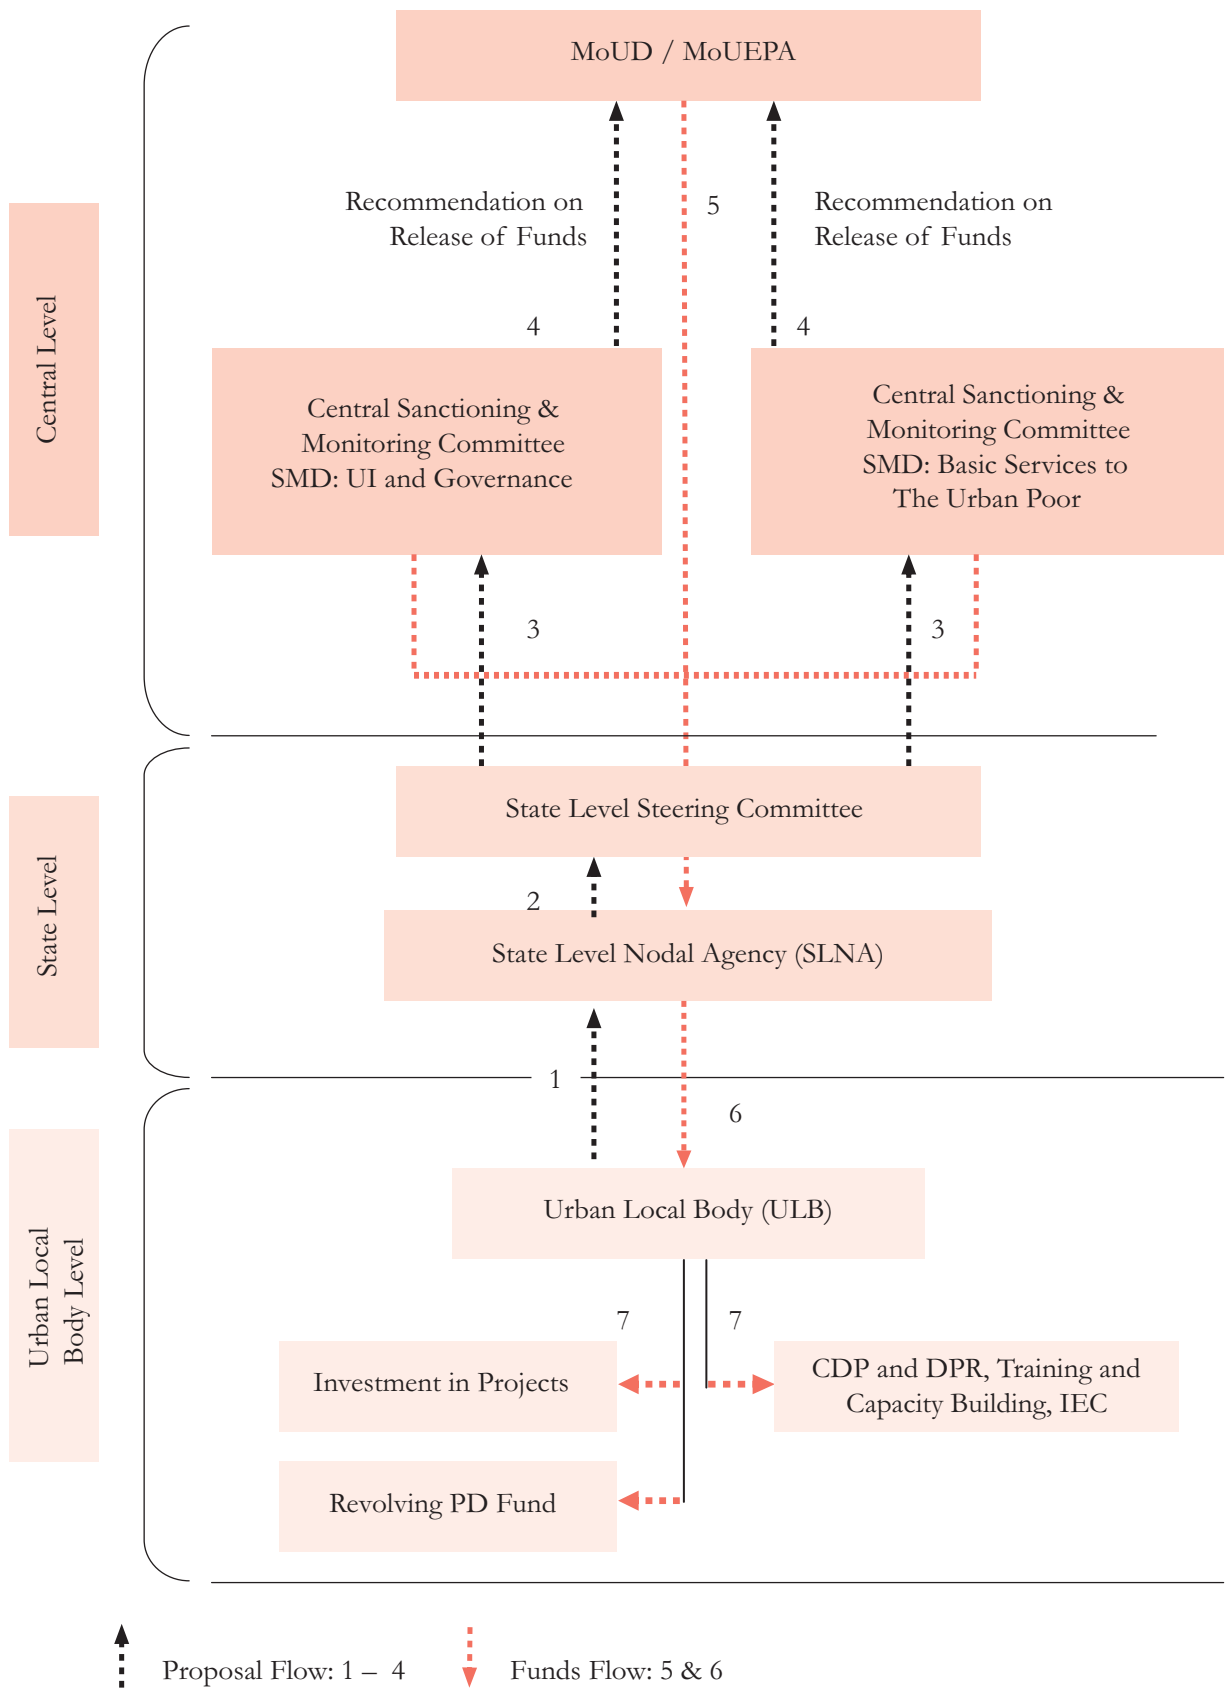 MoUD / MoUEPA
Recommendation on
Release of Funds
5
Recommendation on
Release of Funds
4
4
Central Level
Central Sanctioning &
Monitoring Committee
SMD: UI and Governance
Central Sanctioning &
Monitoring Committee
SMD: Basic Services to
The Urban Poor
3
3
State Level
State Level Steering Committee
2
State Level Nodal Agency (SLNA)
1
6
Urban Local
Body Level
Urban Local Body (ULB)
7
7
Investment in Projects
CDP and DPR, Training and
Capacity Building, IEC
Revolving PD Fund
Proposal Flow: 1 – 4
Funds Flow: 5 & 6